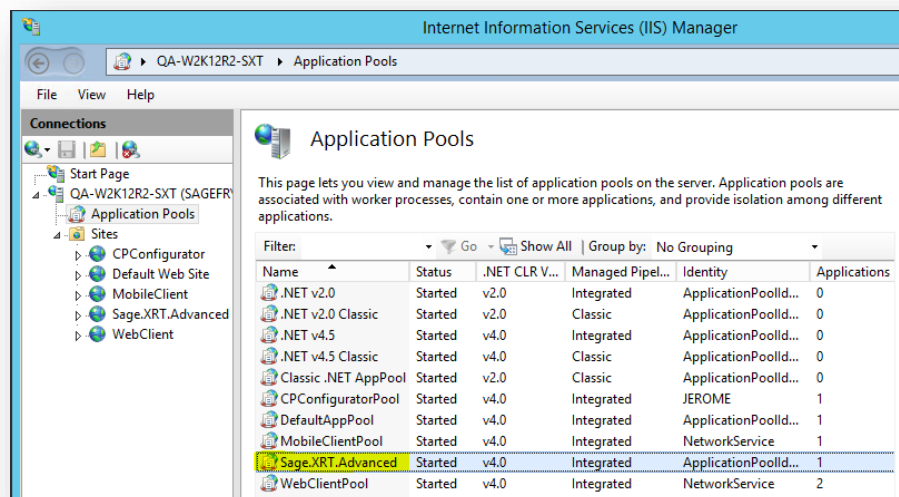 Internet Information Services (IIS) Manager
QA-W2K12R2-SXT Application Pools
File View Help
Connections
Start Page
QA-W2K12R2-SXT (SAGEFR\
Application Pools
Sites
CPConfigurator
Default Web Site
MobileClient
Sage.XRT.Advanced
WebClient
Application Pools
This page lets you view and manage the list of application pools on the server. Application pools are
associated with worker processes, contain one or more applications, and provide isolation among different
applications.
Filter: Go Show All Group by: No Grouping
Name Status .NET CLR V... Managed Pipel... Identity Applications
.NET v2.0 Started v2.0 Integrated ApplicationPoolId... 0
.NET v2.0 Classic Started v2.0 Classic ApplicationPoolId... 0
.NET v4.5 Started v4.0 Integrated ApplicationPoolId... 0
.NET v4.5 Classic Started v4.0 Classic ApplicationPoolId... 0
Classic .NET AppPool Started v2.0 Classic ApplicationPoolId... 0
CPConfiguratorPool Started v4.0 Integrated JEROME 1
DefaultAppPool Started v4.0 Integrated ApplicationPoolId... 1
MobileClientPool Started v4.0 Integrated NetworkService 1
Sage.XRT.Advanced Started v4.0 Integrated ApplicationPoolId... 1
WebClientPool Started v4.0 Integrated NetworkService 2